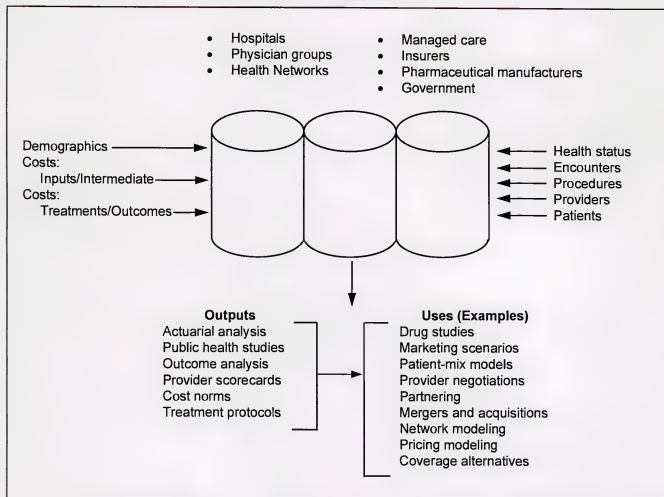 • Hospitals
• Physician groups
• Health Networks
• Managed care
• Insurers
• Pharmaceutical manufacturers
• Government
Demographics
Costs:
Inputs/Intermediate
Costs:
Treatments/Outcomes
Health status
Encounters
Procedures
Providers
Patients
Outputs
Actuarial analysis
Public health studies
Outcome analysis
Provider scorecards
Cost norms
Treatment protocols
Uses (Examples)
Drug studies
Marketing scenarios
Patient-mix models
Provider negotiations
Partnering
Mergers and acquisitions
Network modeling
Pricing modeling
Coverage alternatives